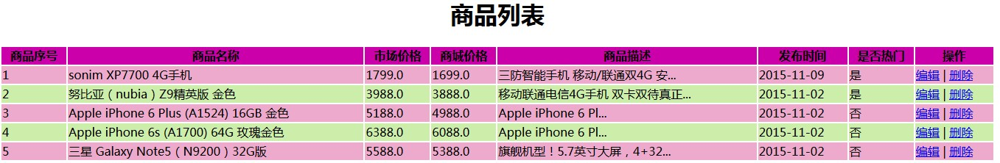 商品列表
商品序号 商品名称 市场价格 商城价格 商品描述 发布时间 是否热门 操作
1 sonim XP7700 4G手机 1799.0 1699.0 三防智能手机 移动/联通双4G 安... 2015-11-09 是 编辑 | 删除
2 努比亚（nubia）Z9精英版 金色 3988.0 3888.0 移动联通电信4G手机 双卡双待真正... 2015-11-02 是 编辑 | 删除
3 Apple iPhone 6 Plus (A1524) 16GB 金色 5188.0 4988.0 Apple iPhone 6 Pl... 2015-11-02 否 编辑 | 删除
4 Apple iPhone 6s (A1700) 64G 玫瑰金色 6388.0 6088.0 Apple iPhone 6 Pl... 2015-11-02 否 编辑 | 删除
5 三星 Galaxy Note5（N9200）32G版 5588.0 5388.0 旗舰机型！5.7英寸大屏，4+32... 2015-11-02 否 编辑 | 删除